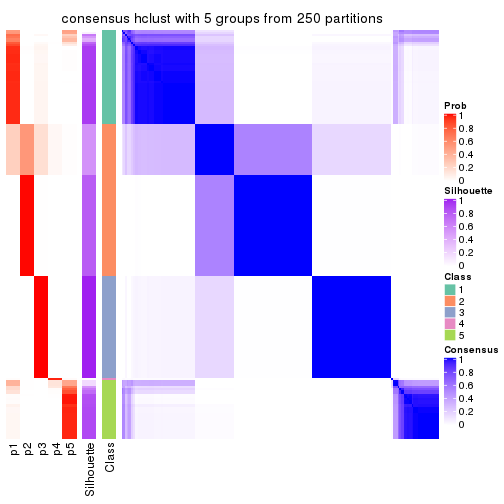 consensus hclust with 5 groups from 250 partitions
Prob
1
0.8
0.6
0.4
0.2
0
Silhouette
1
0.8
0.6
0.4
0.2
0
Class
1
2
3
4
5
Consensus
1
0.8
0.6
0.4
0.2
0
p1
p2
p3
p4
p5
Silhouette
Class